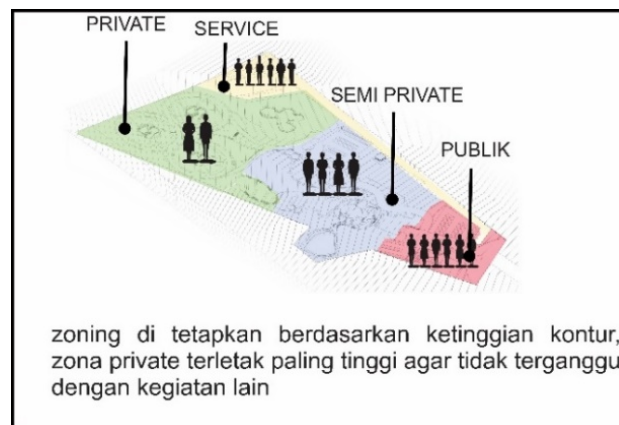 PRIVATE
SERVICE
SEMI PRIVATE
PUBLIK
zoning di tetapkan berdasarkan ketinggian kontur,
zona private terletak paling tinggi agar tidak terganggu
dengan kegiatan lain